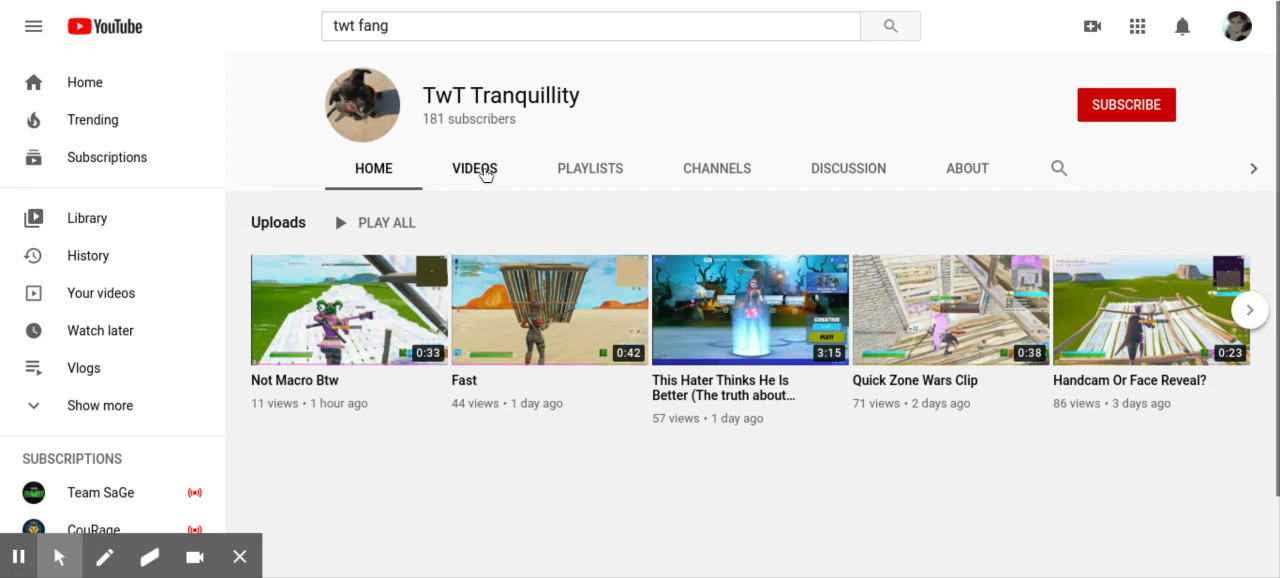 YouTube
twt fang
Home
Trending
Subscriptions
Library
History
Your videos
Watch later
Vlogs
Show more
SUBSCRIPTIONS
Team SaGe
CouRage
TwT Tranquillity
181 subscribers
SUBSCRIBE
HOME VIDEOS PLAYLISTS CHANNELS DISCUSSION ABOUT
Uploads PLAY ALL
0:33
Not Macro Btw
11 views • 1 hour ago
0:42
Fast
44 views • 1 day ago
CREATIVE
PLAY!
3:15
This Hater Thinks He Is
Better (The truth about...
57 views • 1 day ago
0:38
Quick Zone Wars Clip
71 views • 2 days ago
0:23
Handcam Or Face Reveal?
86 views • 3 days ago